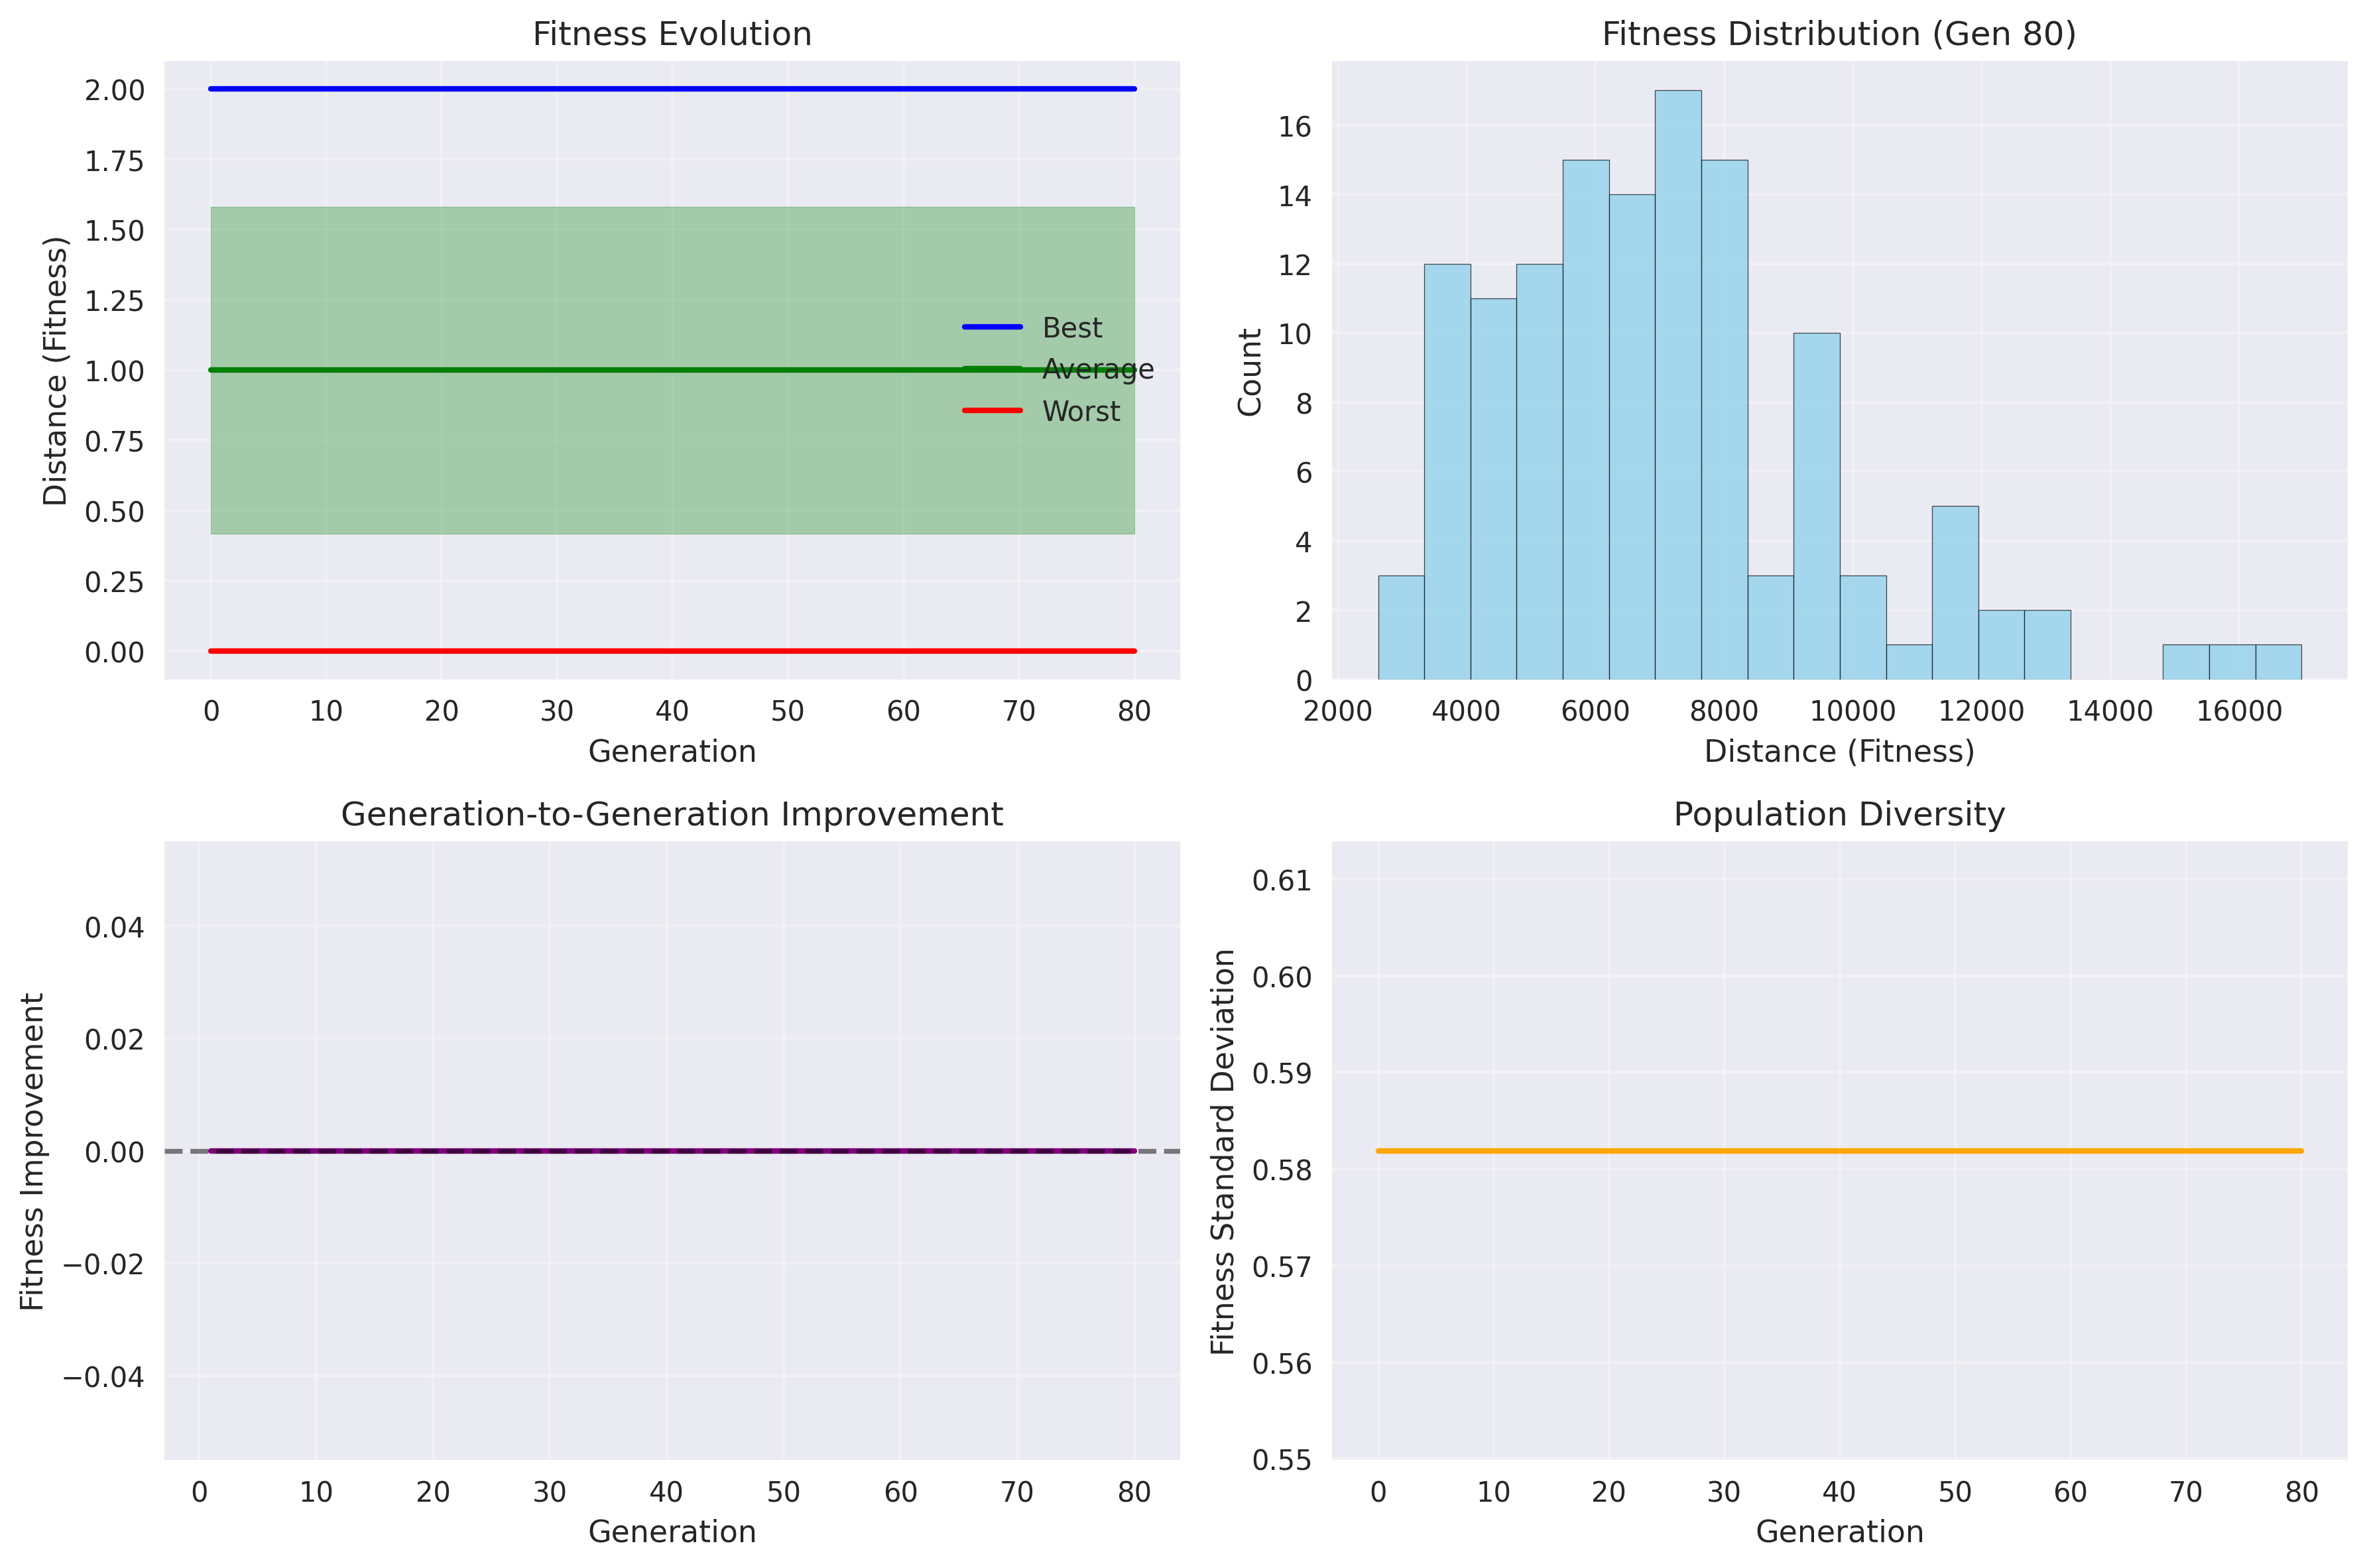 Fitness Evolution
Distance (Fitness)
2.00
1.75
1.50
1.25
1.00
0.75
0.50
0.25
0.00
Best
Average
Worst
0 10 20 30 40 50 60 70 80
Generation
Fitness Distribution (Gen 80)
Count
16
14
12
10
8
6
4
2
0
2000 4000 6000 8000 10000 12000 14000 16000
Distance (Fitness)
Generation-to-Generation Improvement
Fitness Improvement
0.04
0.02
0.00
−0.02
−0.04
0 10 20 30 40 50 60 70 80
Generation
Population Diversity
Fitness Standard Deviation
0.61
0.60
0.59
0.58
0.57
0.56
0.55
0 10 20 30 40 50 60 70 80
Generation